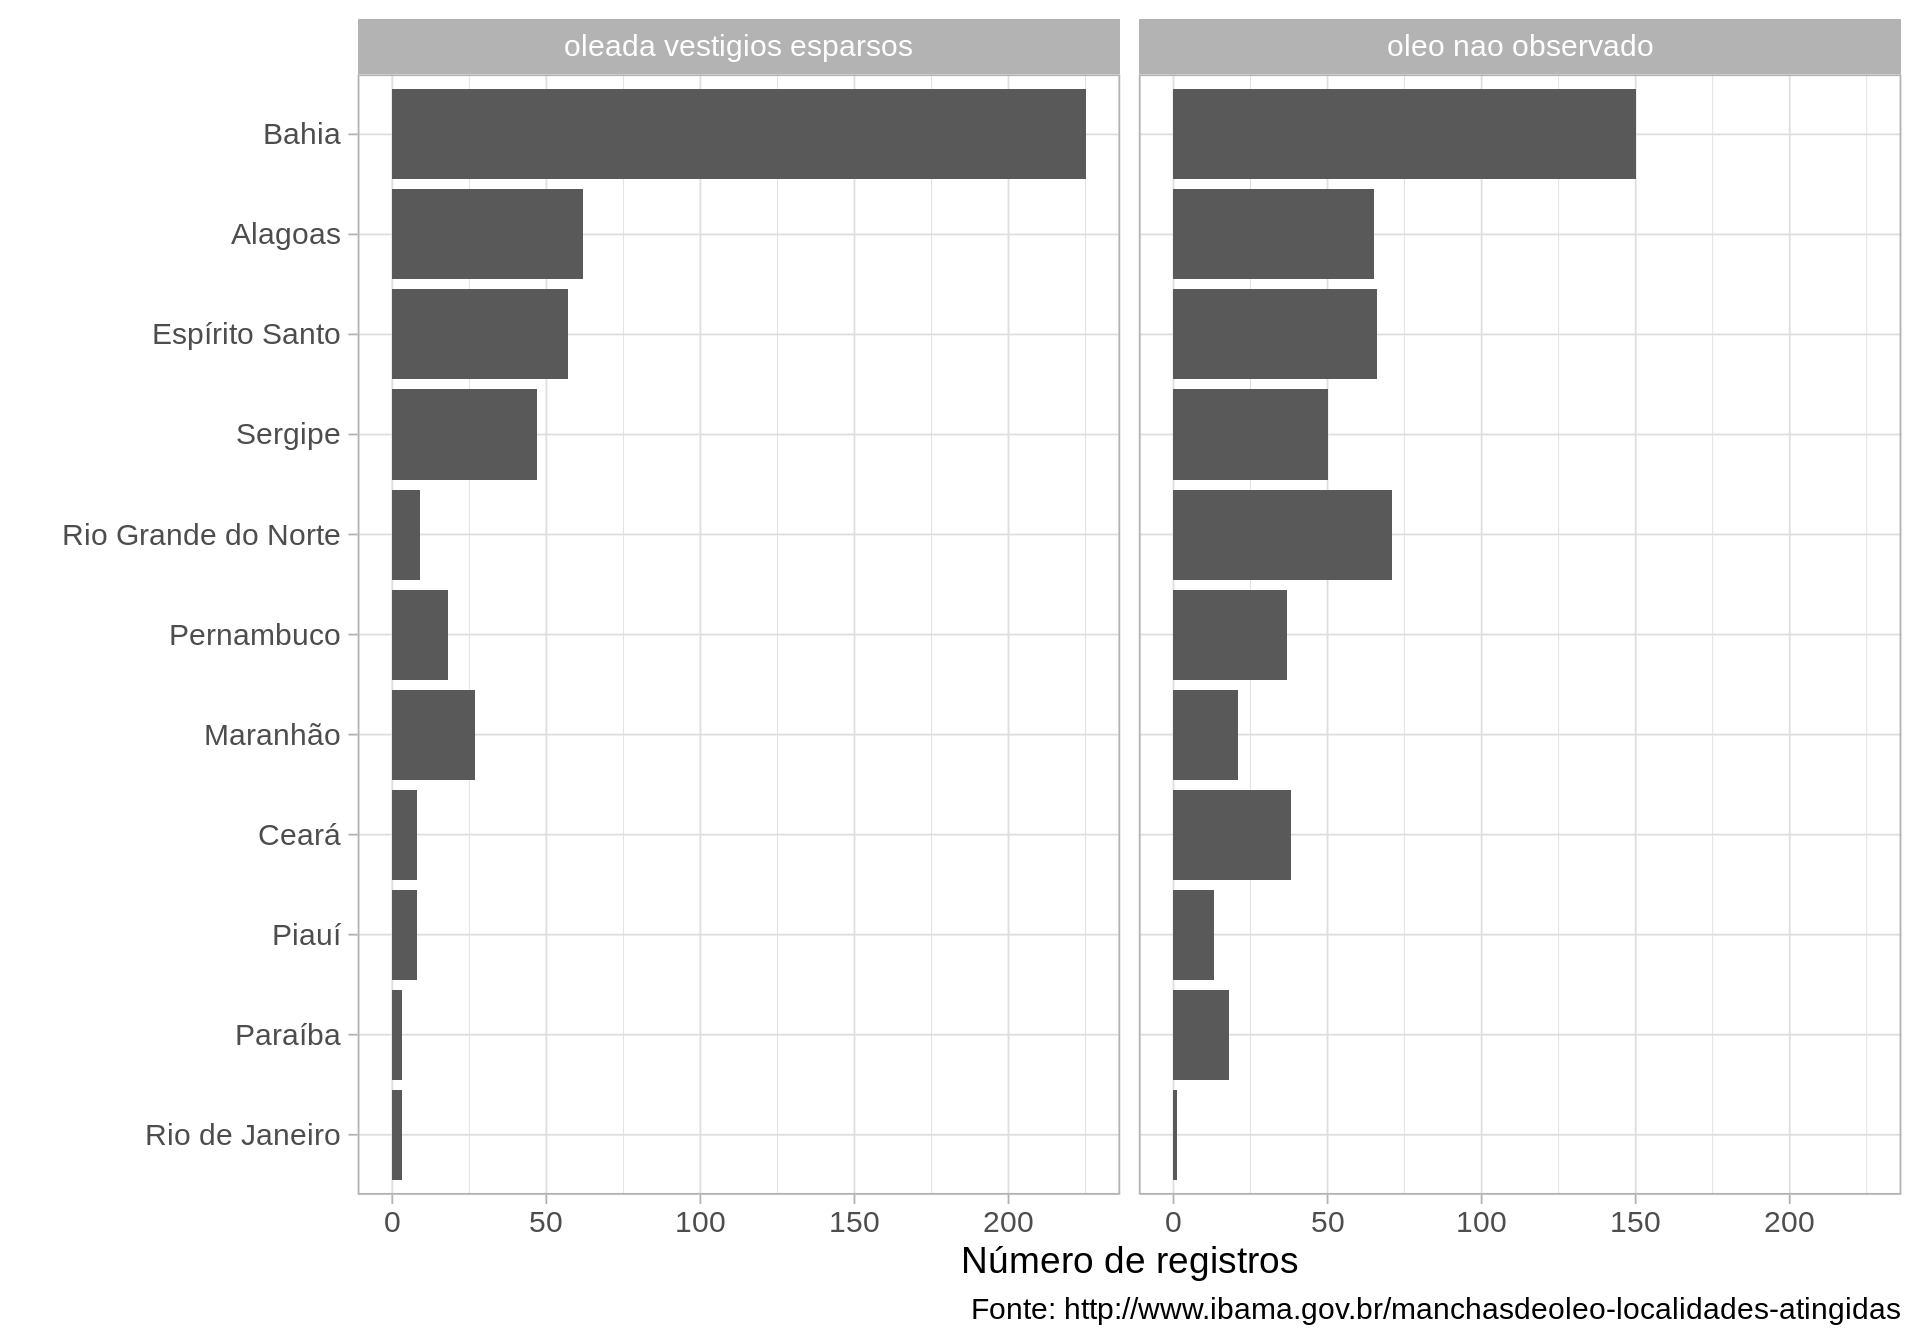 oleada vestigios esparsos
oleo nao observado
Bahia
Alagoas
Espírito Santo
Sergipe
Rio Grande do Norte
Pernambuco
Maranhão
Ceará
Piauí
Paraíba
Rio de Janeiro
0 50 100 150 200
0 50 100 150 200
Número de registros
Fonte: http://www.ibama.gov.br/manchasdeoleo-localidades-atingidas